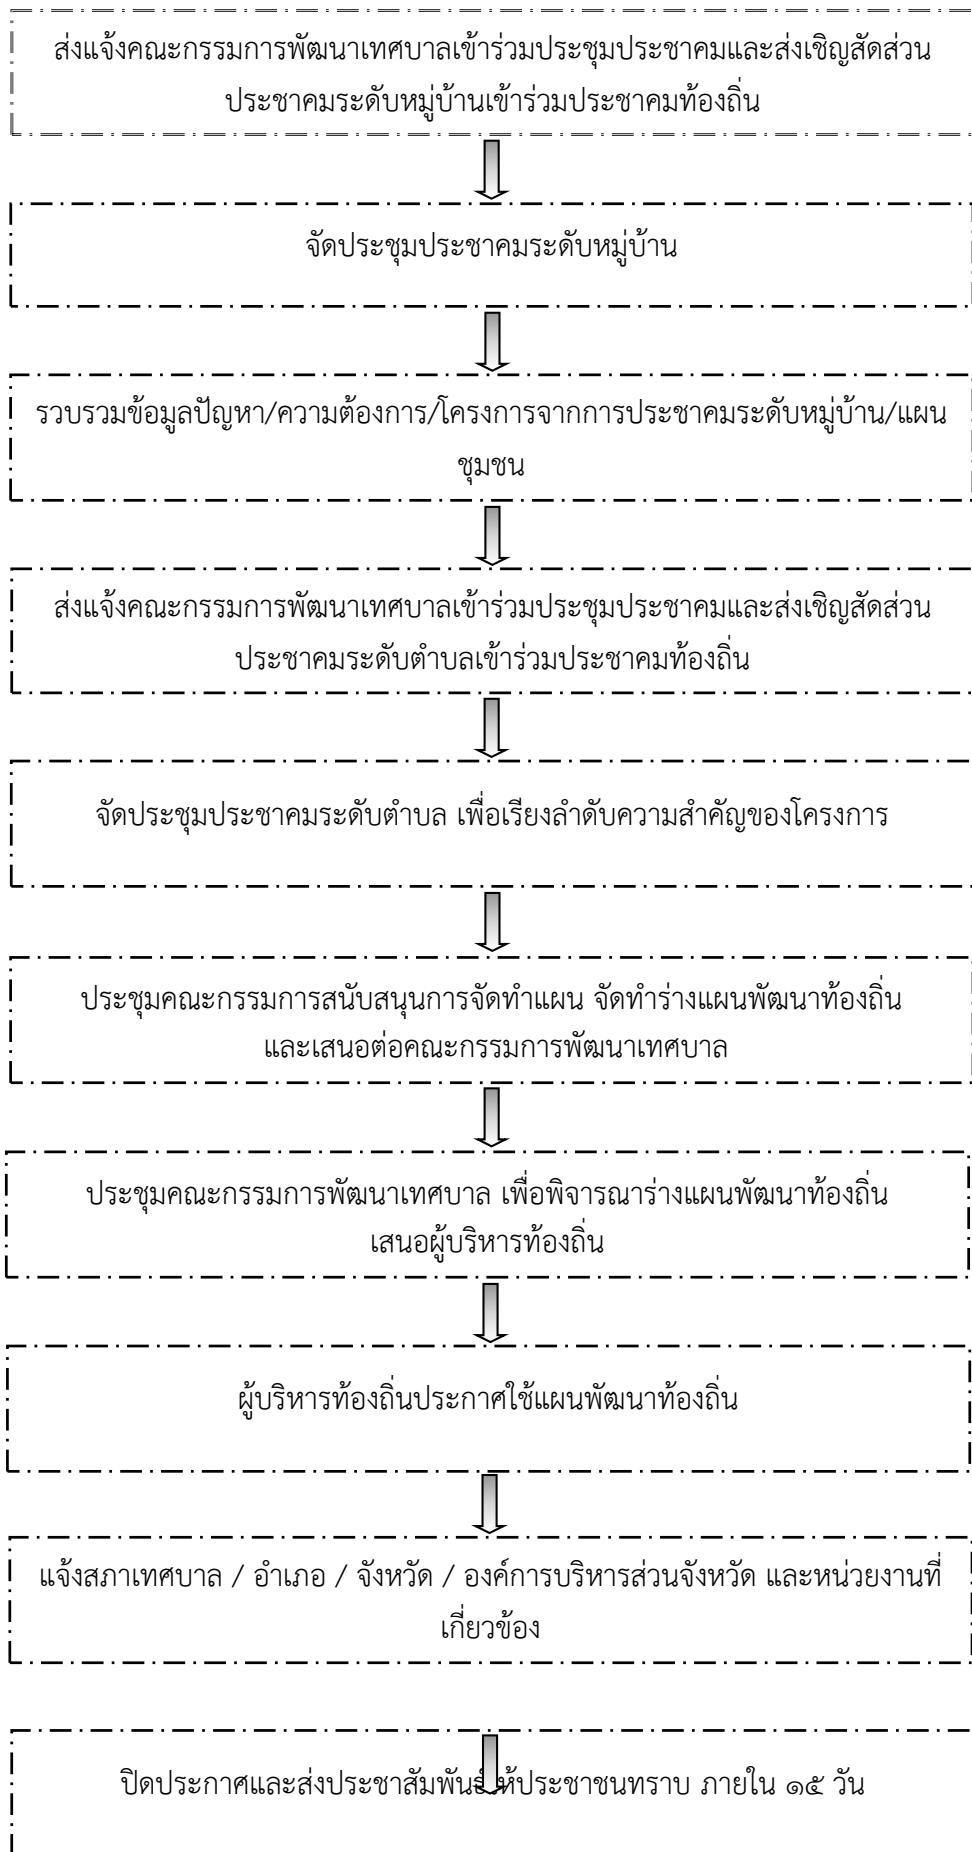 ส่งแจ้งคณะกรรมการพัฒนาเทศบาลเข้าร่วมประชุมประชาคมและส่งเชิญสัดส่วน
ประชาคมระดับหมู่บ้านเข้าร่วมประชาคมท้องถิ่น
จัดประชุมประชาคมระดับหมู่บ้าน
รวบรวมข้อมูลปัญหา/ความต้องการ/โครงการจากการประชาคมระดับหมู่บ้าน/แผน
ชุมชน
ส่งแจ้งคณะกรรมการพัฒนาเทศบาลเข้าร่วมประชุมประชาคมและส่งเชิญสัดส่วน
ประชาคมระดับตำบลเข้าร่วมประชาคมท้องถิ่น
จัดประชุมประชาคมระดับตำบล เพื่อเรียงลำดับความสำคัญของโครงการ
ประชุมคณะกรรมการสนับสนุนการจัดทำแผน จัดทำร่างแผนพัฒนาท้องถิ่น
และเสนอต่อคณะกรรมการพัฒนาเทศบาล
ประชุมคณะกรรมการพัฒนาเทศบาล เพื่อพิจารณาร่างแผนพัฒนาท้องถิ่น
เสนอผู้บริหารท้องถิ่น
ผู้บริหารท้องถิ่นประกาศใช้แผนพัฒนาท้องถิ่น
แจ้งสภาเทศบาล / อำเภอ / จังหวัด / องค์การบริหารส่วนจังหวัด และหน่วยงานที่
เกี่ยวข้อง
ปิดประกาศและส่งประชาสัมพันธ์ให้ประชาชนทราบ ภายใน ๑๕ วัน